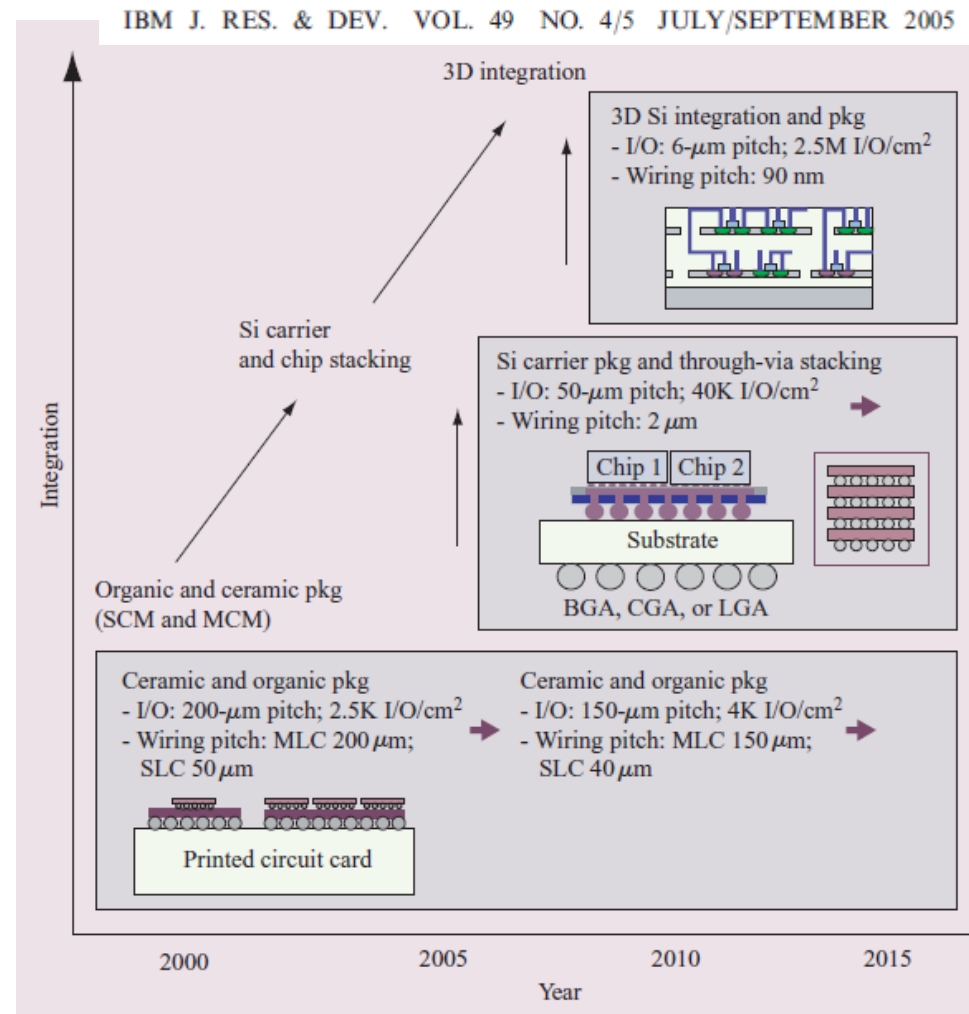 IBM J. RES. & DEV. VOL. 49 NO. 4/5 JULY/SEPTEMBER 2005
3D integration
3D Si integration and pkg
- I/O: 6-μm pitch; 2.5M I/O/cm²
- Wiring pitch: 90 nm
Si carrier
and chip stacking
Si carrier pkg and through-via stacking
- I/O: 50-μm pitch; 40K I/O/cm²
- Wiring pitch: 2 μm
Chip 1 Chip 2
Substrate
BGA, CGA, or LGA
Integration
Organic and ceramic pkg
(SCM and MCM)
Ceramic and organic pkg
- I/O: 200-μm pitch; 2.5K I/O/cm²
- Wiring pitch: MLC 200 μm;
SLC 50 μm
Printed circuit card
Ceramic and organic pkg
- I/O: 150-μm pitch; 4K I/O/cm²
- Wiring pitch: MLC 150 μm;
SLC 40 μm
2000 2005 2010 2015
Year